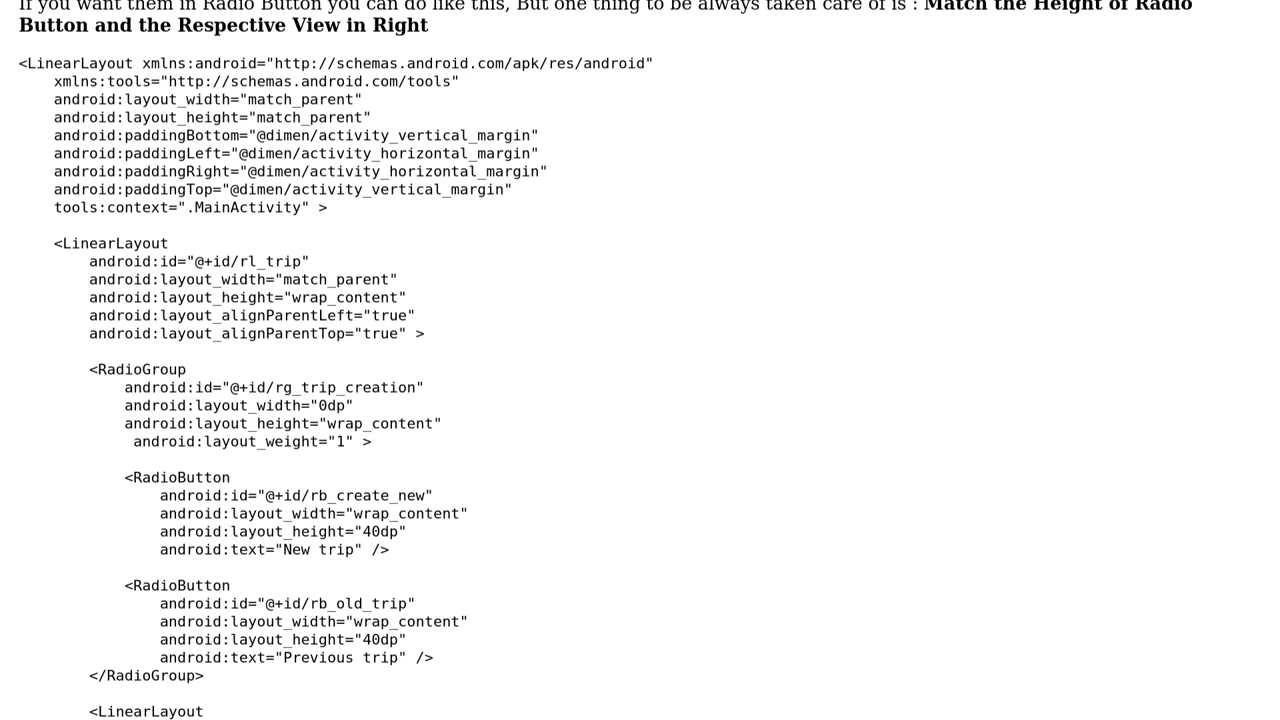 If you want them in Radio Button you can do like this, But one thing to be always taken care of is : Match the Height of Radio
Button and the Respective View in Right
<LinearLayout xmlns:android="http://schemas.android.com/apk/res/android"
    xmlns:tools="http://schemas.android.com/tools"
    android:layout_width="match_parent"
    android:layout_height="match_parent"
    android:paddingBottom="@dimen/activity_vertical_margin"
    android:paddingLeft="@dimen/activity_horizontal_margin"
    android:paddingRight="@dimen/activity_horizontal_margin"
    android:paddingTop="@dimen/activity_vertical_margin"
    tools:context=".MainActivity" >
    <LinearLayout
        android:id="@+id/rl_trip"
        android:layout_width="match_parent"
        android:layout_height="wrap_content"
        android:layout_alignParentLeft="true"
        android:layout_alignParentTop="true" >
        <RadioGroup
            android:id="@+id/rg_trip_creation"
            android:layout_width="0dp"
            android:layout_height="wrap_content"
             android:layout_weight="1" >
            <RadioButton
                android:id="@+id/rb_create_new"
                android:layout_width="wrap_content"
                android:layout_height="40dp"
                android:text="New trip" />
            <RadioButton
                android:id="@+id/rb_old_trip"
                android:layout_width="wrap_content"
                android:layout_height="40dp"
                android:text="Previous trip" />
        </RadioGroup>
        <LinearLayout